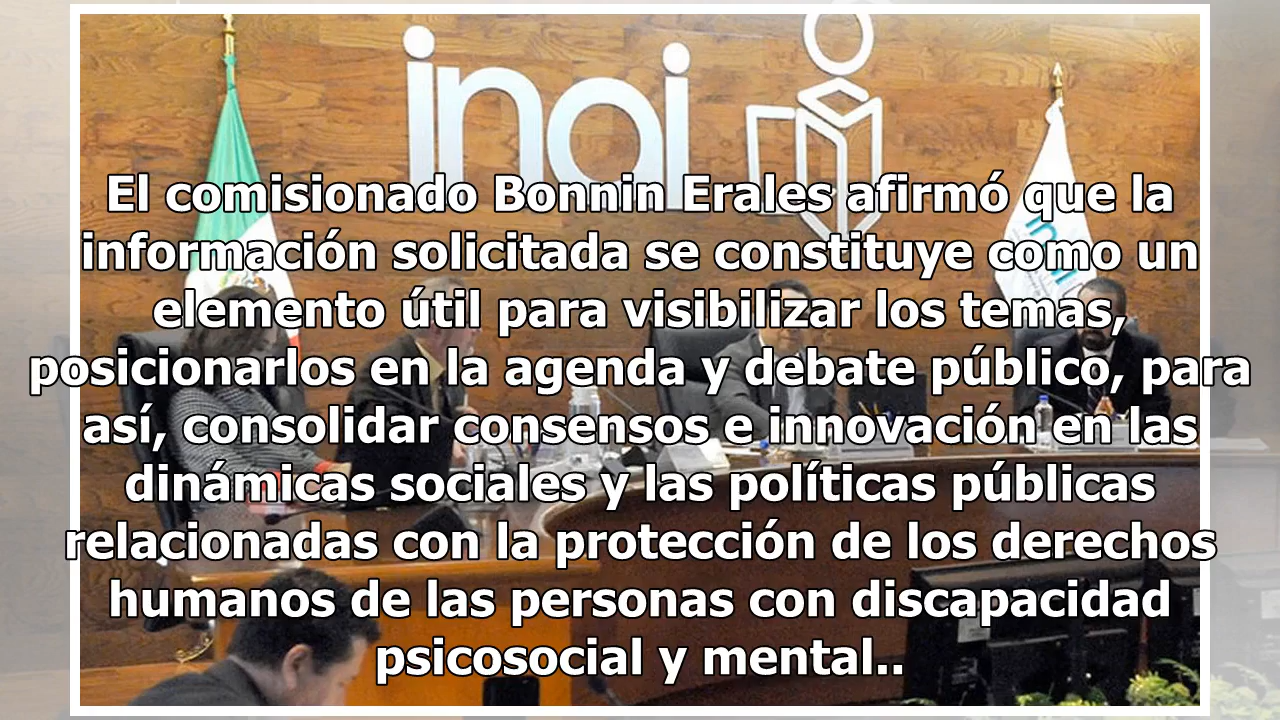 inai
El comisionado Bonnin Erales afirmó que la
información solicitada se constituye como un
elemento útil para visibilizar los temas,
posicionarlos en la agenda y debate público, para
así, consolidar consensos e innovación en las
dinámicas sociales y las políticas públicas
relacionadas con la protección de los derechos
humanos de las personas con discapacidad
psicosocial y mental..